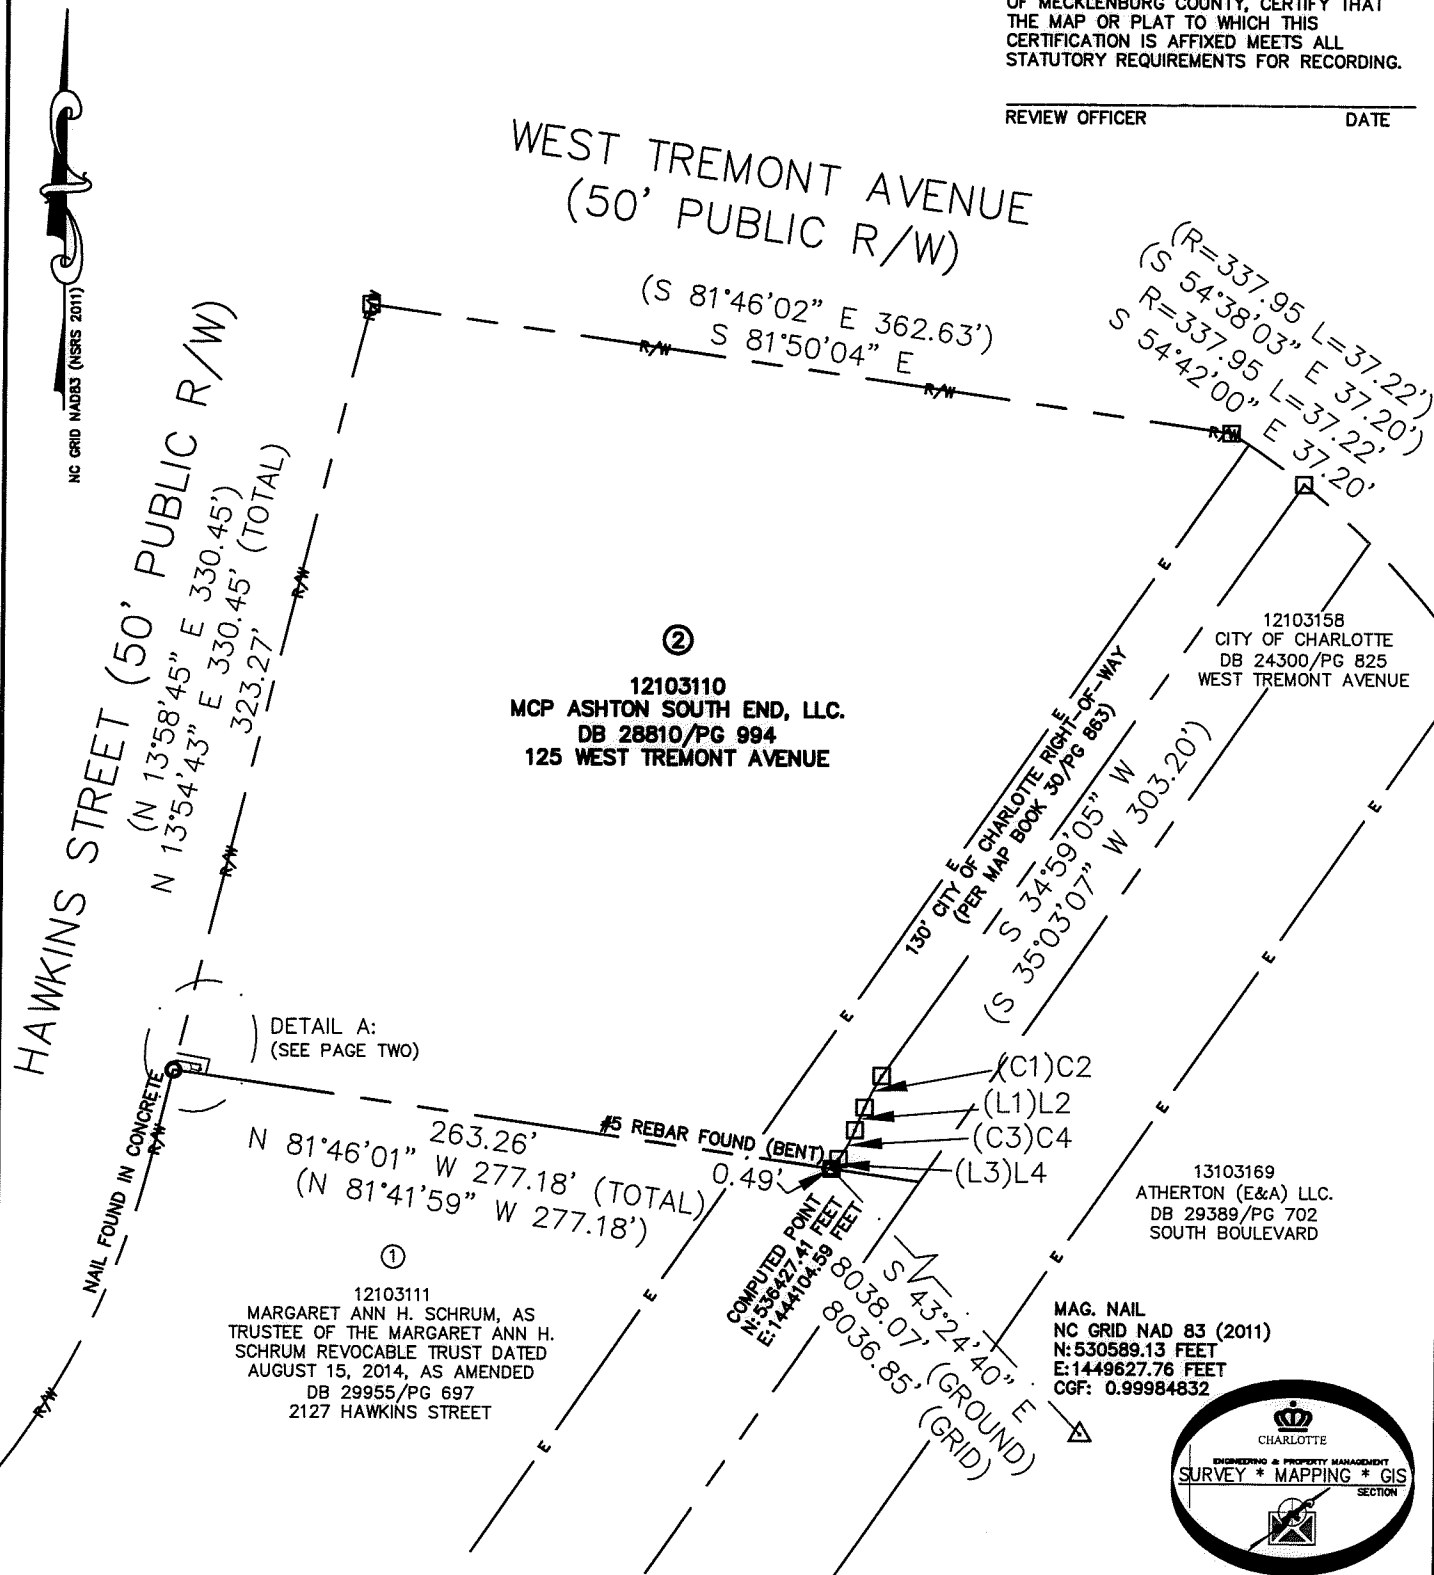 OF MECKLENBURG COUNTY, CERTIFY THAT
THE MAP OR PLAT TO WHICH THIS
CERTIFICATION IS AFFIXED MEETS ALL
STATUTORY REQUIREMENTS FOR RECORDING.
REVIEW OFFICER DATE
NC GRID NAD83 (NSRS 2011)
WEST TREMONT AVENUE
(50' PUBLIC R/W)
(S 81°46'02" E 362.63')
S 81°50'04" E
(R=337.95 L=37.22')
(S 54°38'03" E 37.20')
R=337.95 L=37.22'
S 54°42'00" E 37.20'
R/W
R/W
R/W
R/W
HAWKINS STREET (50' PUBLIC R/W)
(N 13°58'45" E 330.45')
N 13°54'43" E 330.45' (TOTAL)
323.27'
R/W
R/W
2
12103110
MCP ASHTON SOUTH END, LLC.
DB 28810/PG 994
125 WEST TREMONT AVENUE
12103158
CITY OF CHARLOTTE
DB 24300/PG 825
WEST TREMONT AVENUE
130' CITY OF CHARLOTTE RIGHT-OF-WAY
(PER MAP BOOK 30/PG 863)
S 34°59'05" W
(S 35°03'07" W 303.20')
E
E
E
E
E
E
E
E
E
E
DETAIL A:
(SEE PAGE TWO)
NAIL FOUND IN CONCRETE
R/W
R/W
#5 REBAR FOUND (BENT)
263.26'
N 81°46'01" W 277.18' (TOTAL)
(N 81°41'59" W 277.18')
0.49'
(C1)C2
(L1)L2
(C3)C4
(L3)L4
COMPUTED POINT
N:536427.41 FEET
E:1444104.59 FEET
S 43°24'40" E
8038.07' (GROUND)
8036.85' (GRID)
13103169
ATHERTON (E&A) LLC.
DB 29389/PG 702
SOUTH BOULEVARD
1
12103111
MARGARET ANN H. SCHRUM, AS
TRUSTEE OF THE MARGARET ANN H.
SCHRUM REVOCABLE TRUST DATED
AUGUST 15, 2014, AS AMENDED
DB 29955/PG 697
2127 HAWKINS STREET
MAG. NAIL
NC GRID NAD 83 (2011)
N:530589.13 FEET
E:1449627.76 FEET
CGF: 0.99984832
CHARLOTTE
ENGINEERING & PROPERTY MANAGEMENT
SURVEY * MAPPING * GIS
SECTION